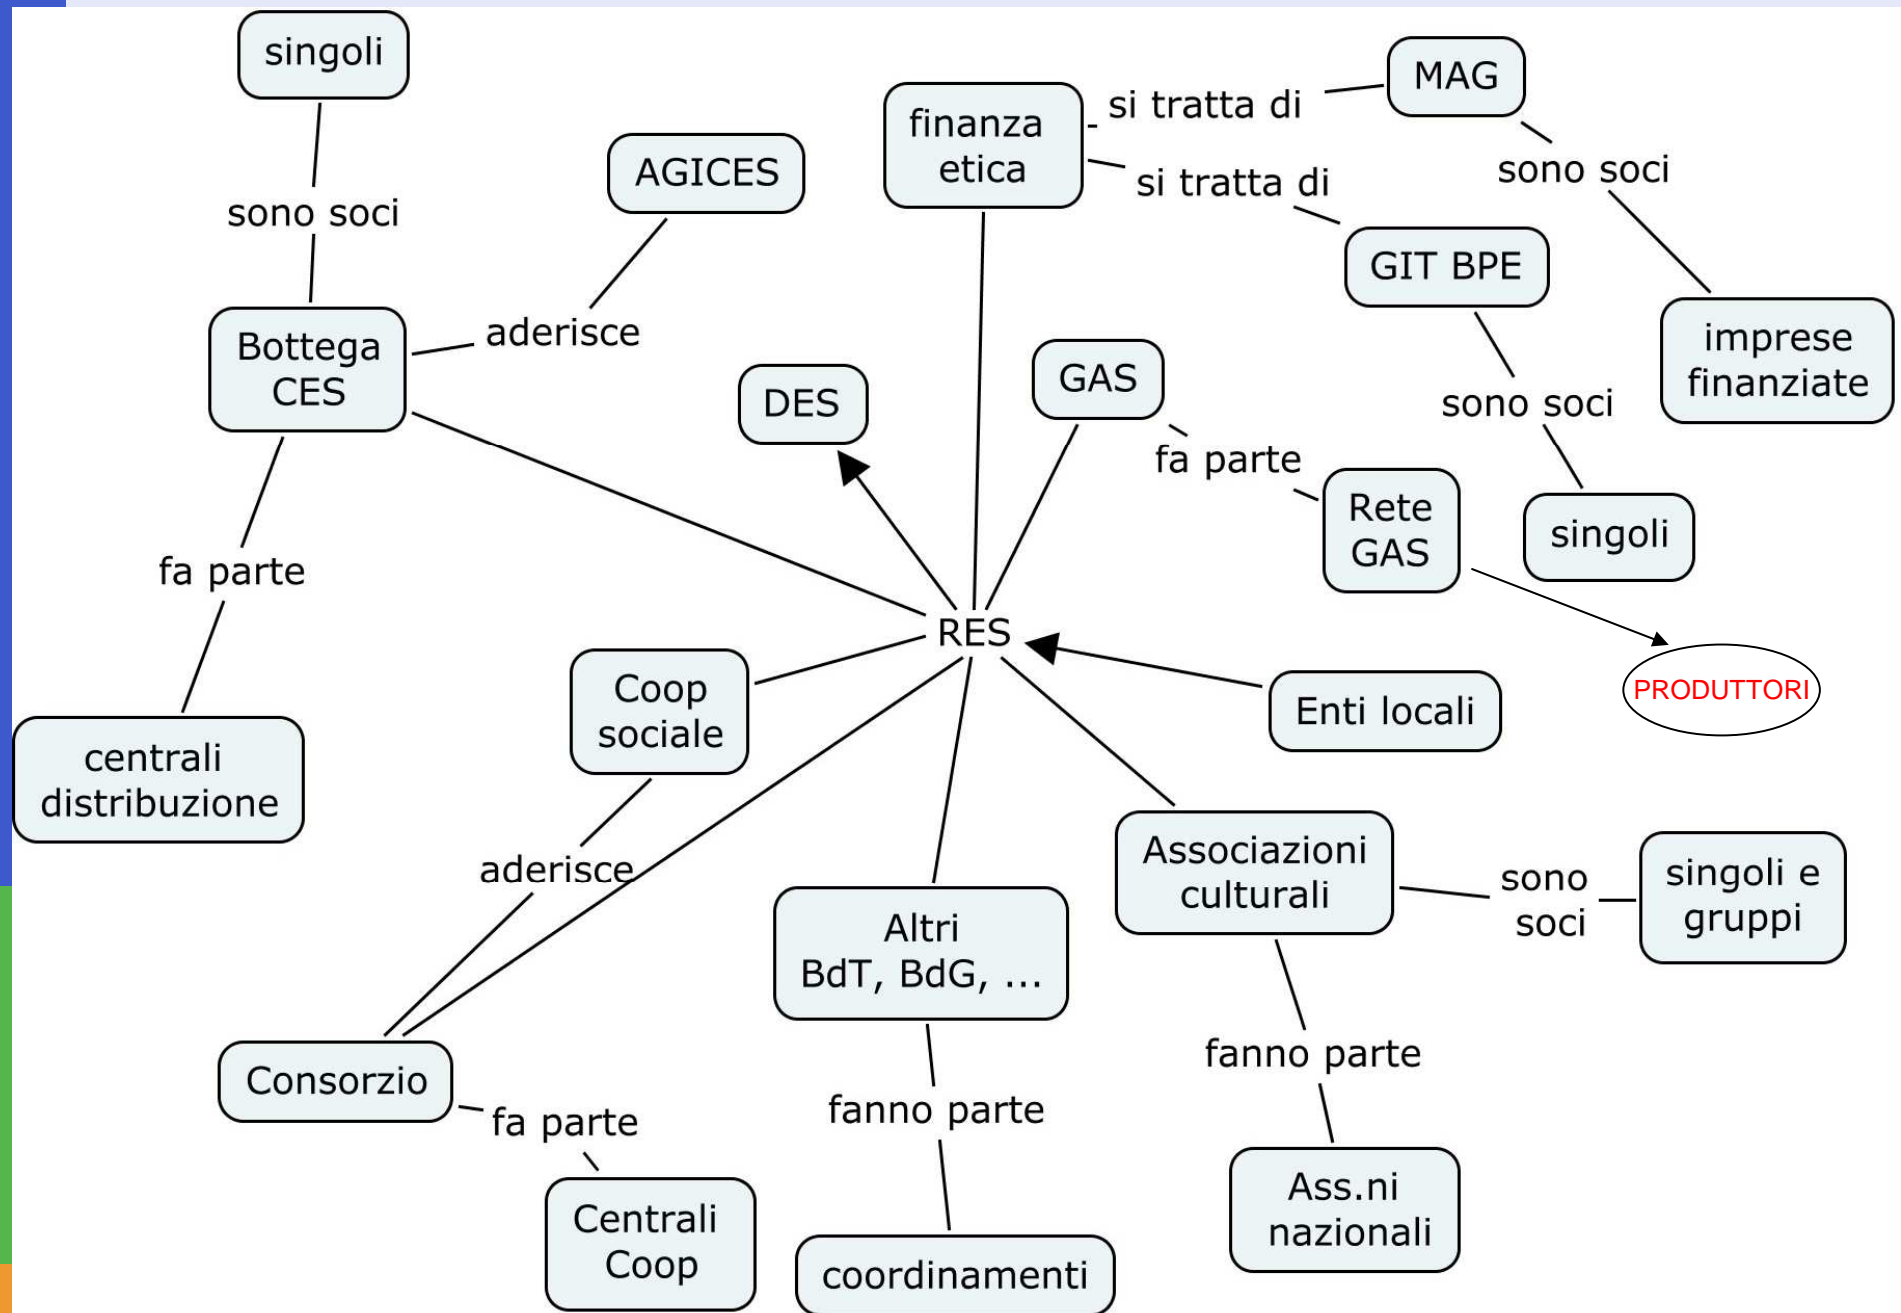 singoli
MAG
finanza
etica
si tratta di
AGICES
sono soci
si tratta di
sono soci
GIT BPE
Bottega
CES
aderisce
imprese
finanziate
DES
GAS
sono soci
fa parte
Rete
GAS
singoli
fa parte
RES
PRODUTTORI
Coop
sociale
Enti locali
centrali
distribuzione
aderisce
Associazioni
culturali
sono
soci
singoli e
gruppi
Altri
BdT, BdG, ...
fanno parte
Consorzio
fa parte
fanno parte
Centrali
Coop
Ass.ni
nazionali
coordinamenti